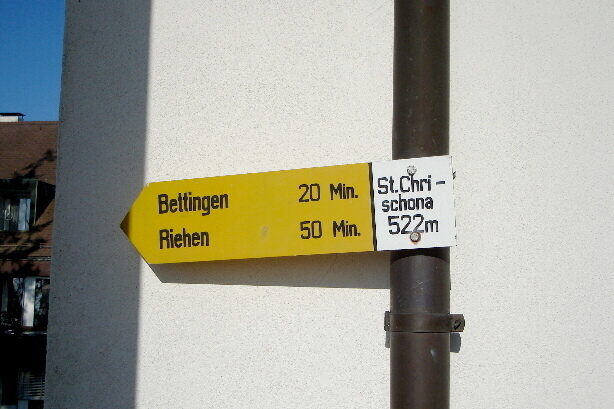 Bettingen 20 Min.
Riehen 50 Min.
St.Chri-
schona
522m